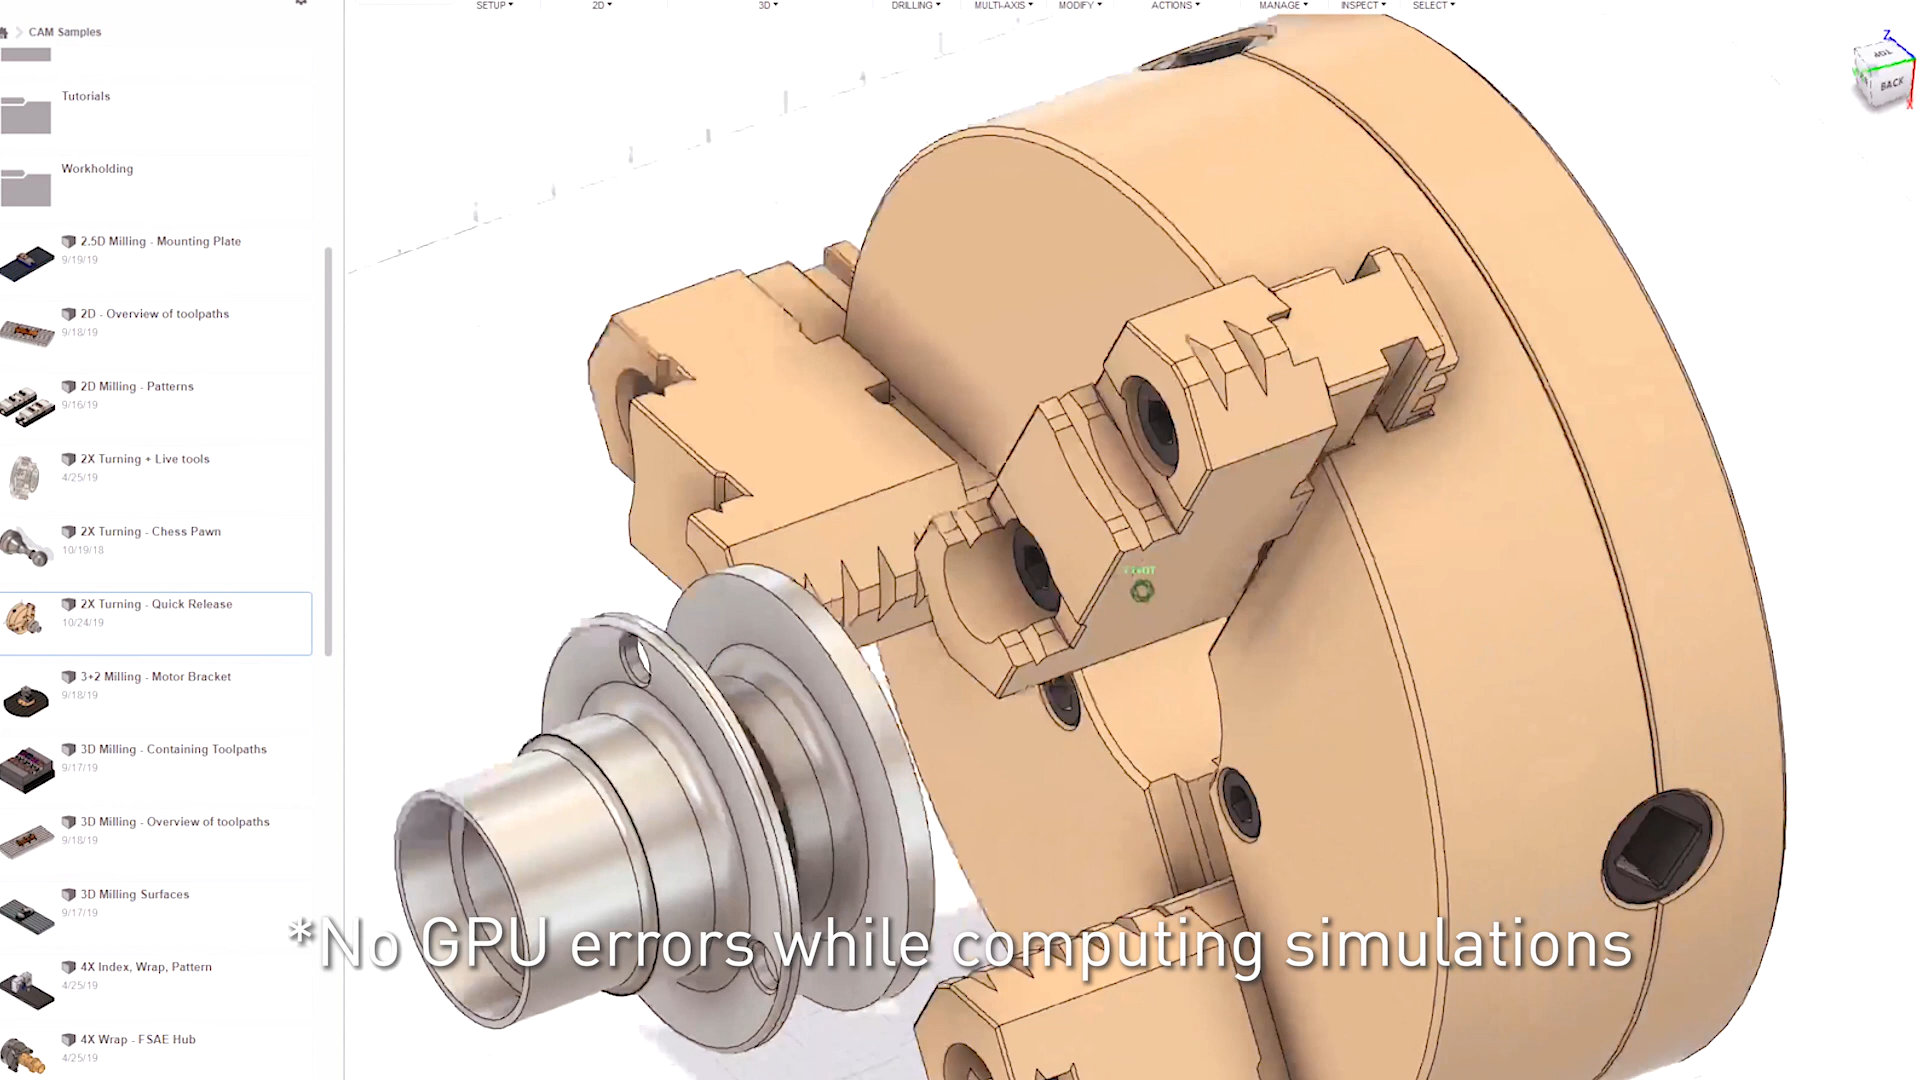 SETUP 2D 3D DRILLING MULTI-AXIS MODIFY ACTIONS MANAGE INSPECT SELECT
CAM Samples
Tutorials
Workholding
2.5D Milling - Mounting Plate
9/19/19
2D - Overview of toolpaths
9/18/19
2D Milling - Patterns
9/16/19
2X Turning + Live tools
4/25/19
2X Turning - Chess Pawn
10/19/18
2X Turning - Quick Release
10/24/19
3+2 Milling - Motor Bracket
9/18/19
3D Milling - Containing Toolpaths
9/17/19
3D Milling - Overview of toolpaths
9/18/19
3D Milling Surfaces
9/17/19
4X Index, Wrap, Pattern
4/25/19
4X Wrap - FSAE Hub
4/25/19
Z
TOP
BACK
X
*No GPU errors while computing simulations